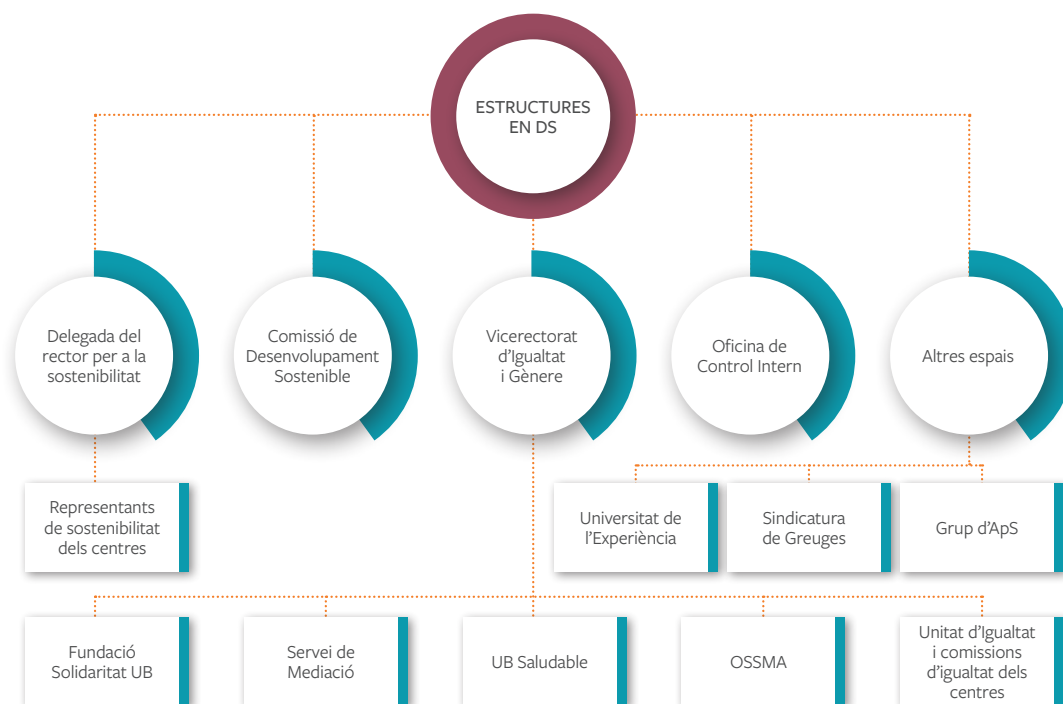 ESTRUCTURES
EN DS
Delegada del
rector per a la
sostenibilitat
Comissió de
Desenvolupament
Sostenible
Vicerectorat
d’Igualtat
i Gènere
Oficina de
Control Intern
Altres espais
Representants
de sostenibilitat
dels centres
Universitat de
l’Experiència
Sindicatura
de Greuges
Grup d’ApS
Fundació
Solidaritat UB
Servei de
Mediació
UB Saludable
OSSMA
Unitat d’Igualtat
i comissions
d’igualtat dels
centres